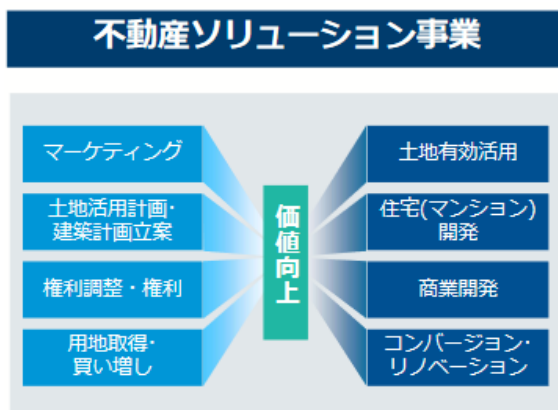 不動産ソリューション事業
マーケティング
土地活用計画・
建築計画立案
権利調整・権利
用地取得・
買い増し
価値向上
土地有効活用
住宅(マンション)
開発
商業開発
コンバージョン・
リノベーション